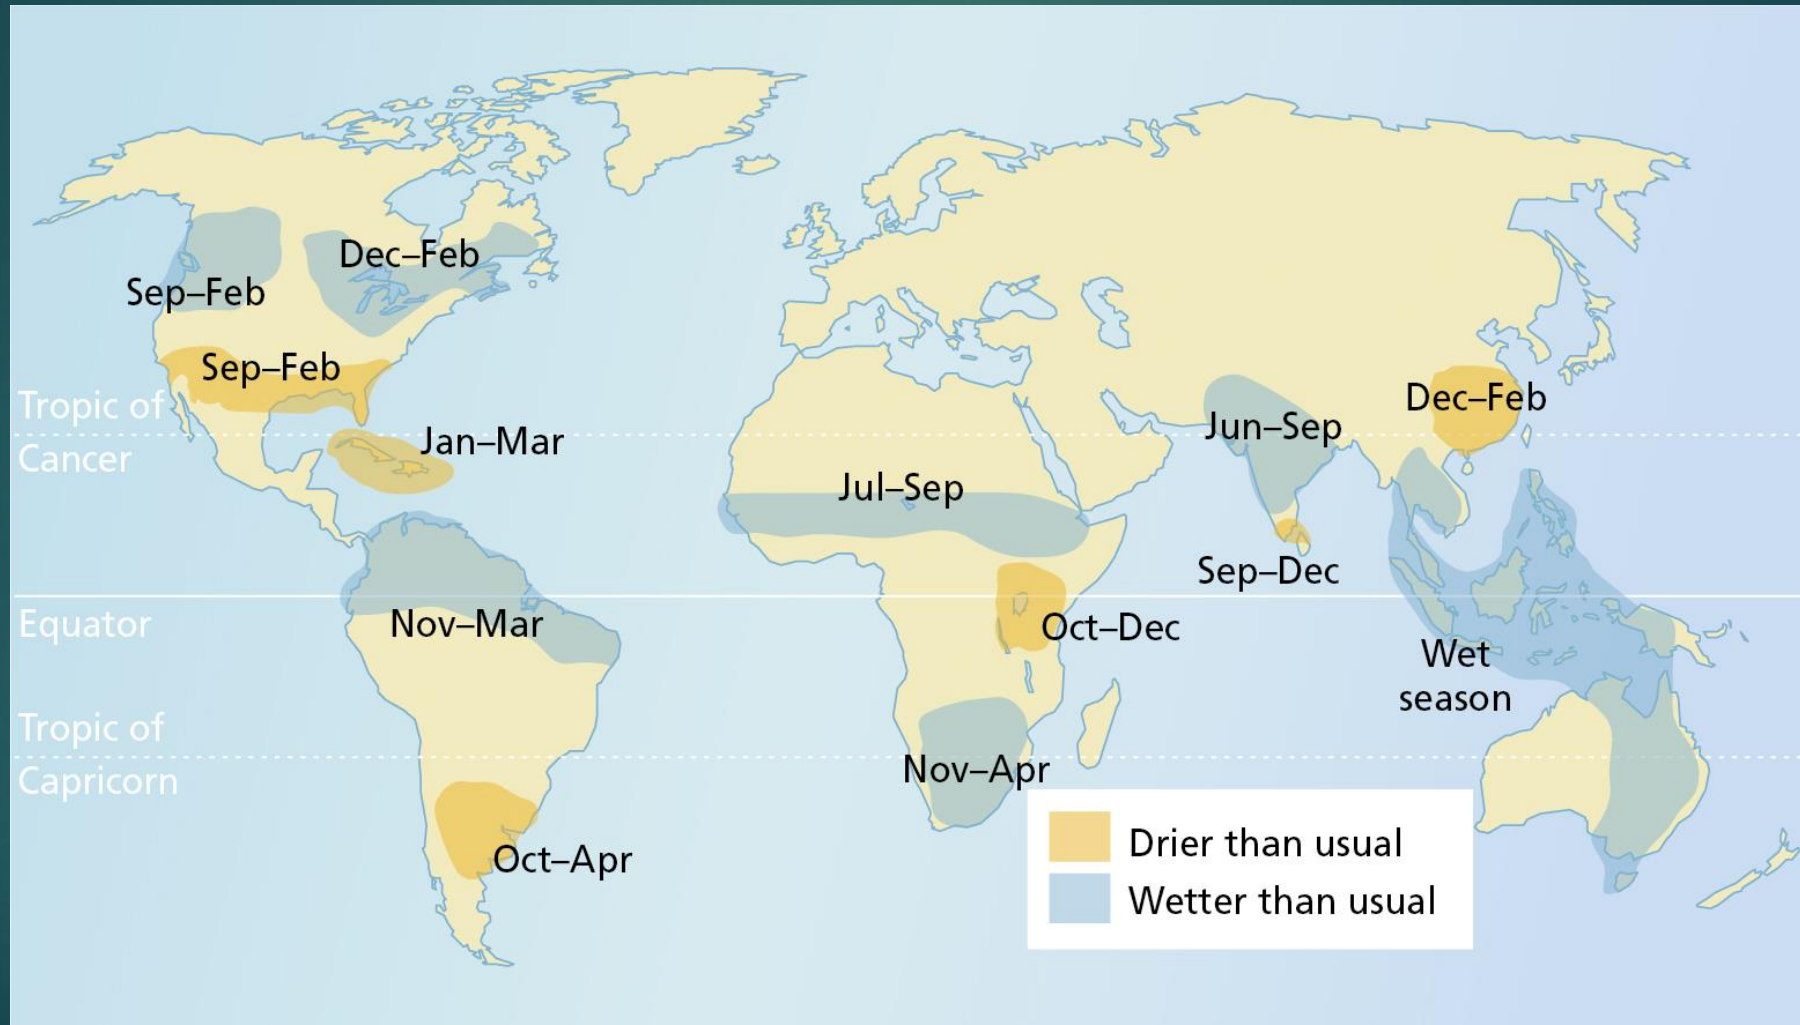 Dec–Feb
Sep–Feb
Sep–Feb
Tropic of
Cancer
Jan–Mar
Jul–Sep
Jun–Sep
Dec–Feb
Sep–Dec
Equator
Nov–Mar
Oct–Dec
Wet
season
Tropic of
Capricorn
Nov–Apr
Oct–Apr
Drier than usual
Wetter than usual